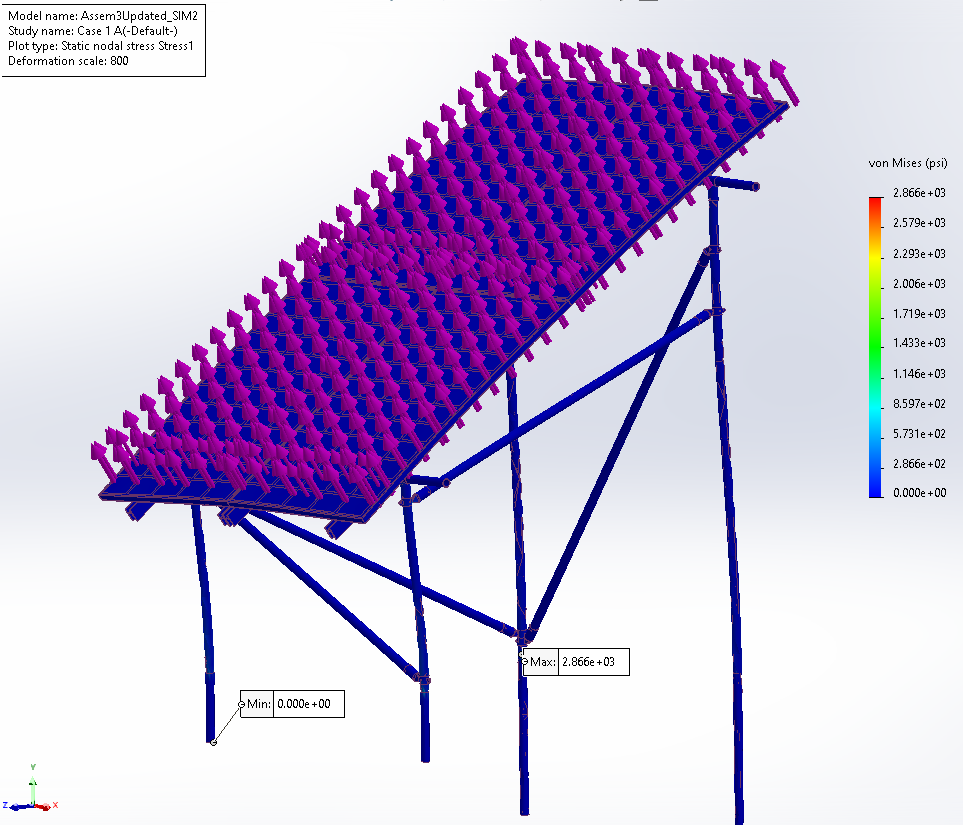 Model name: Assem3Updated_SIM2
Study name: Case 1 A(-Default-)
Plot type: Static nodal stress Stress1
Deformation scale: 800
von Mises (psi)
2.866e+03
2.579e+03
2.293e+03
2.006e+03
1.719e+03
1.433e+03
1.146e+03
8.597e+02
5.731e+02
2.866e+02
0.000e+00
Max: 2.866e+03
Min: 0.000e+00
Y
Z X